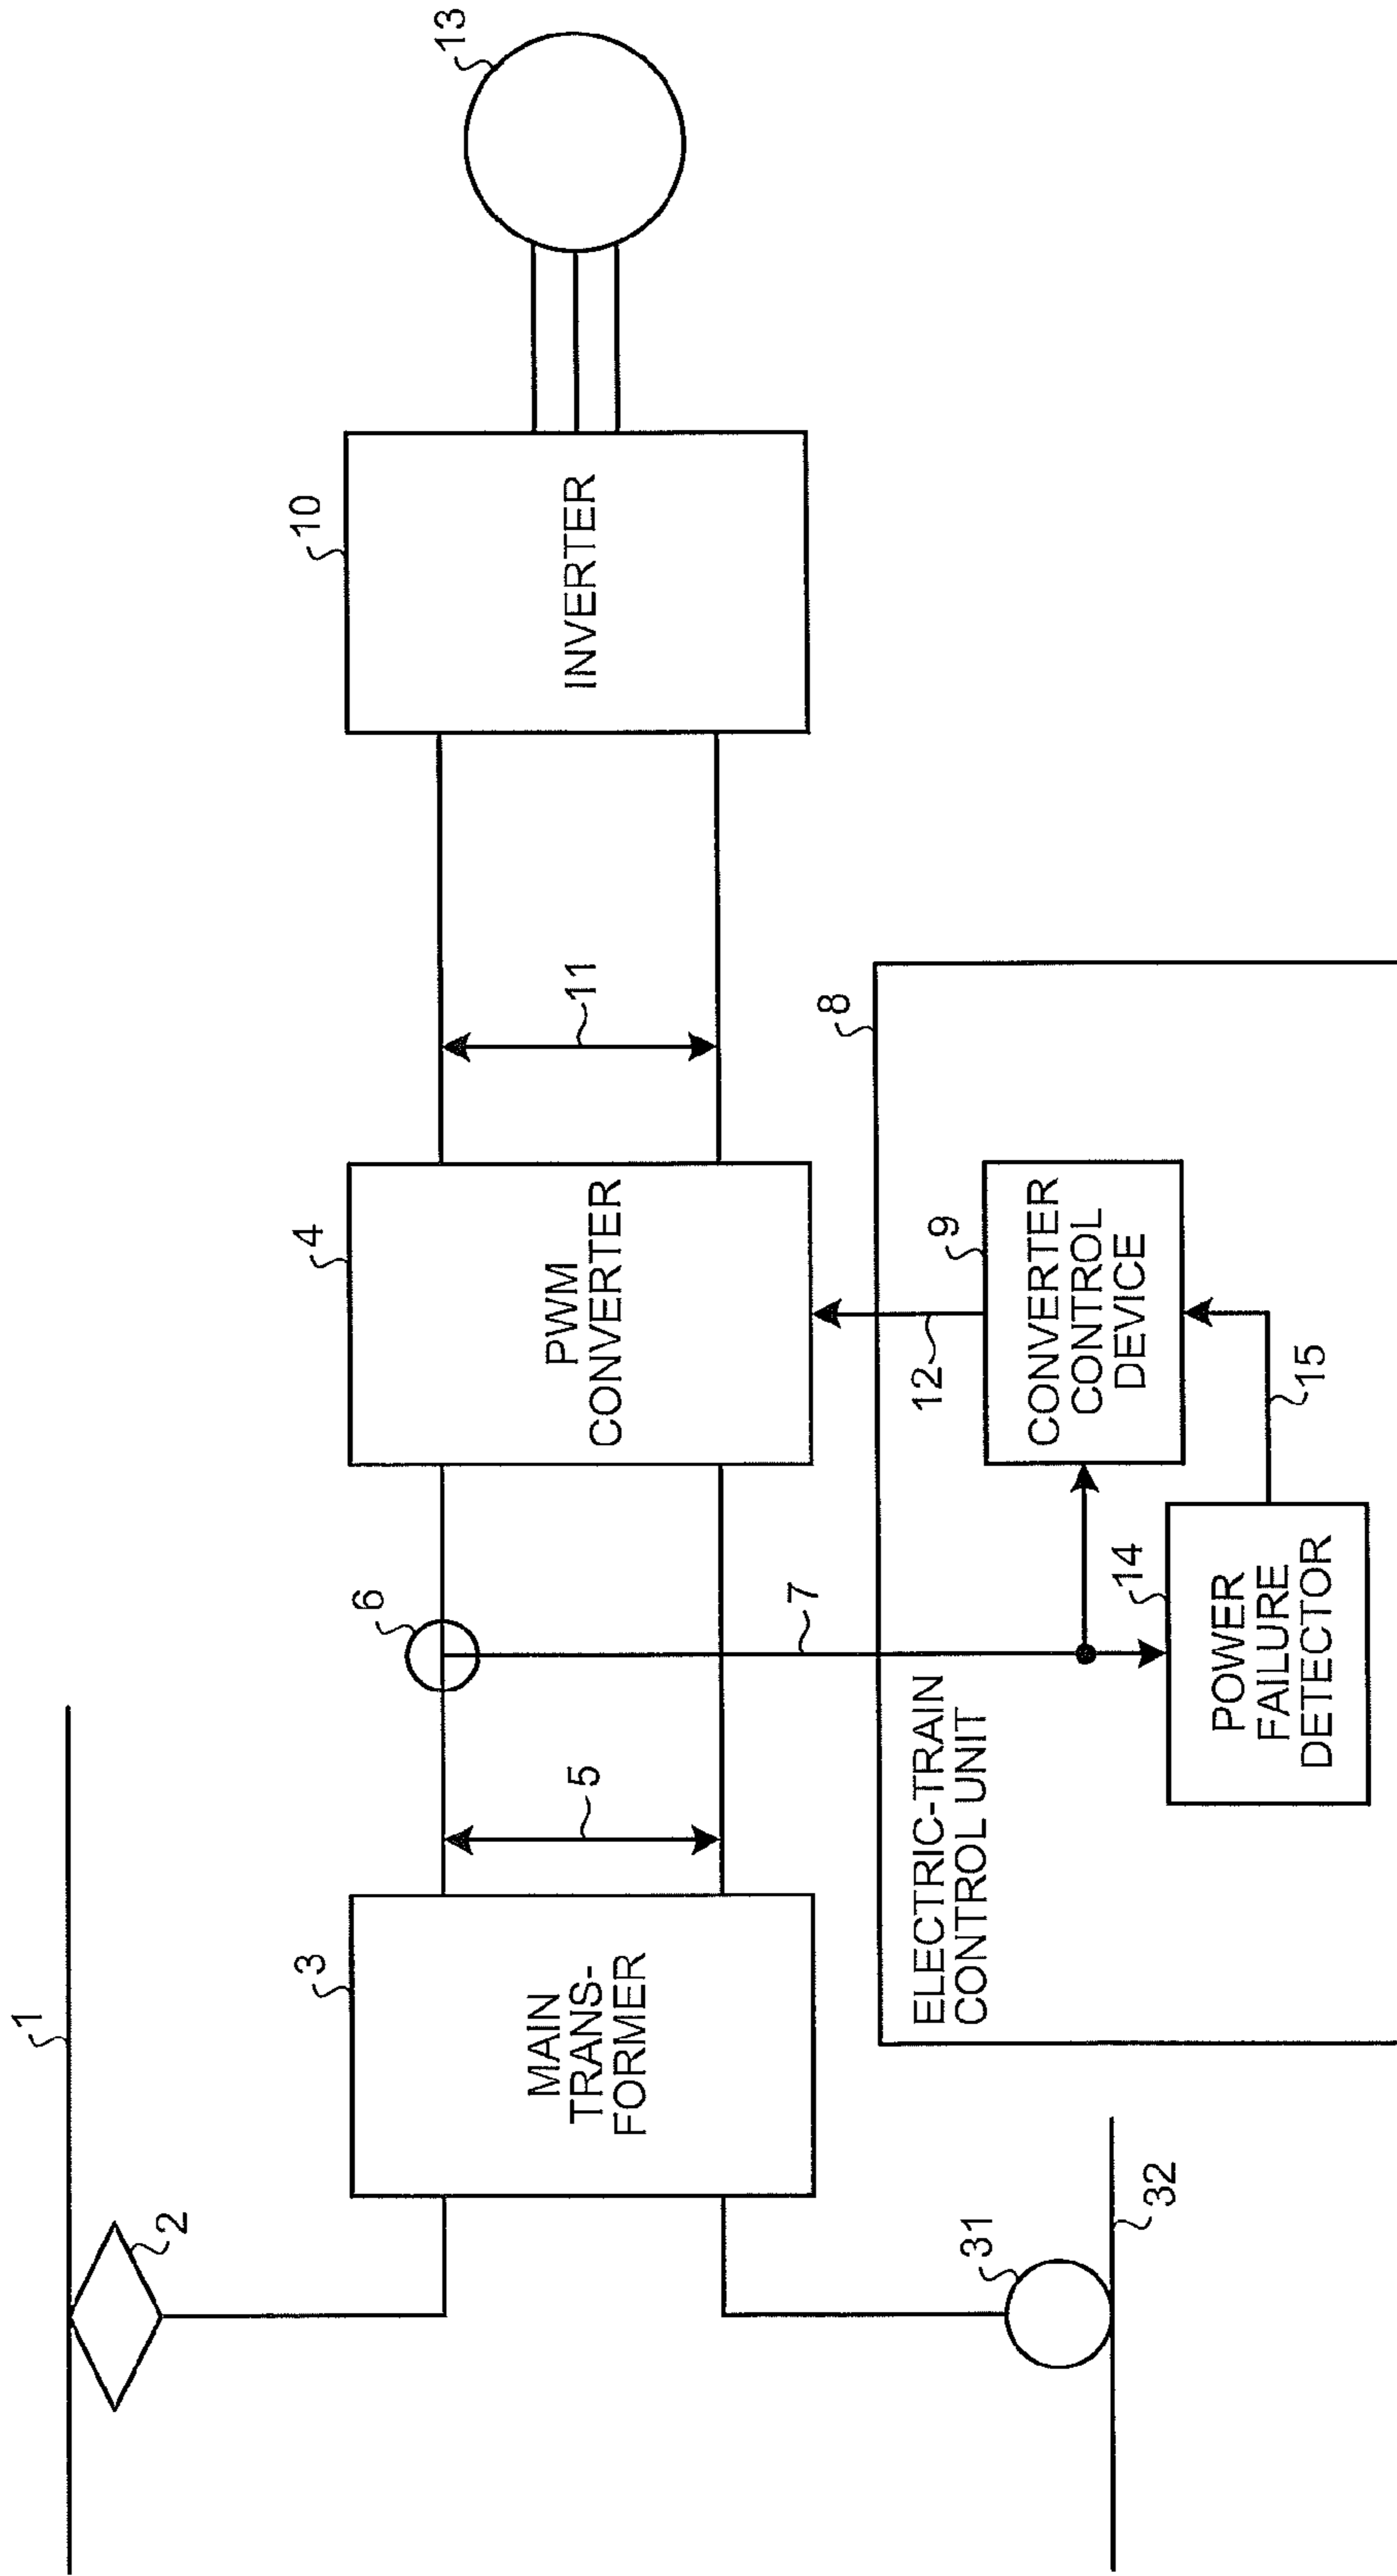 1
2
3
MAIN
TRANS-
FORMER
5
6
4
PWM
CONVERTER
11
10
INVERTER
13
31
32
7
8
ELECTRIC-TRAIN
CONTROL UNIT
12
9
CONVERTER
CONTROL
DEVICE
14
POWER
FAILURE
DETECTOR
15